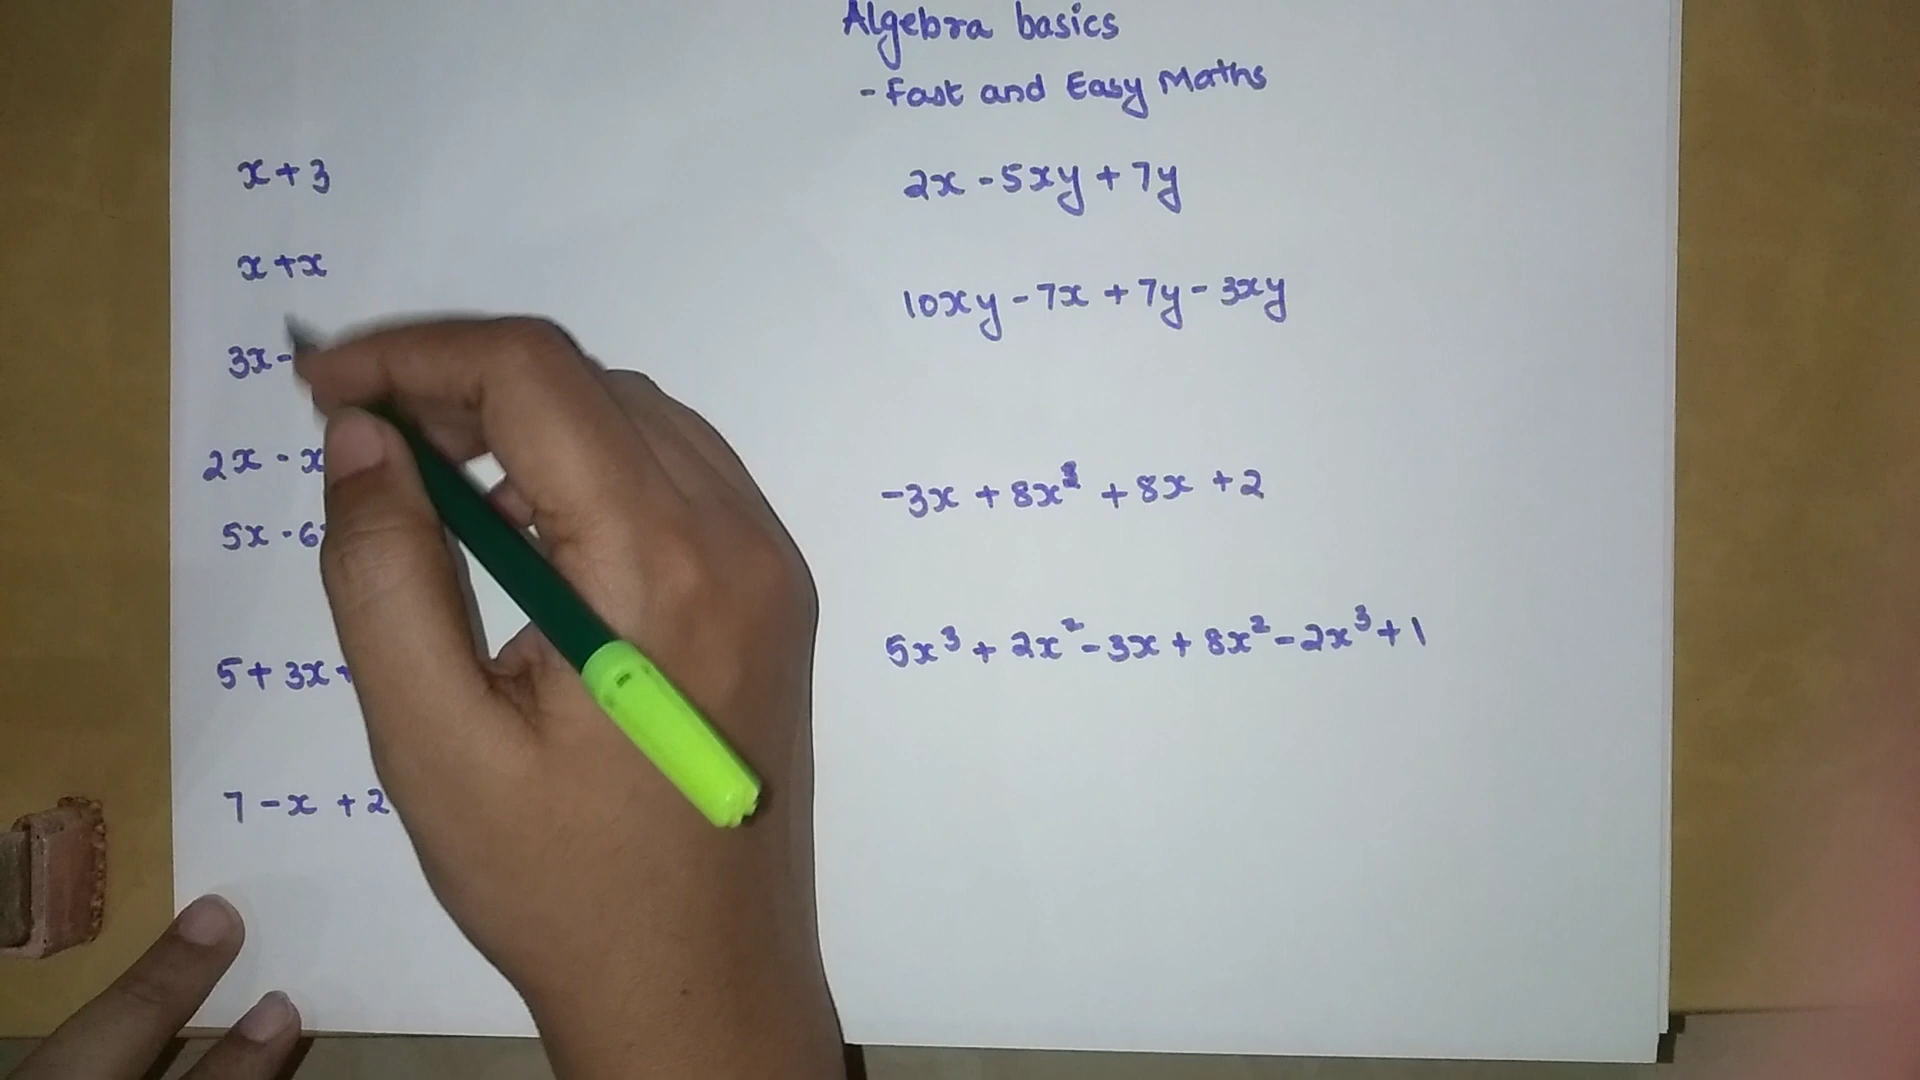 Algebra basics
- Fast and Easy Maths
x + 3
x + x
3x -
2x - x
5x - 6
5 + 3x +
7 - x + 2
2x - 5xy + 7y
10xy - 7x + 7y - 3xy
-3x + 8x + 8x + 2
5x³ + 2x² - 3x + 8x² - 2x³ + 1